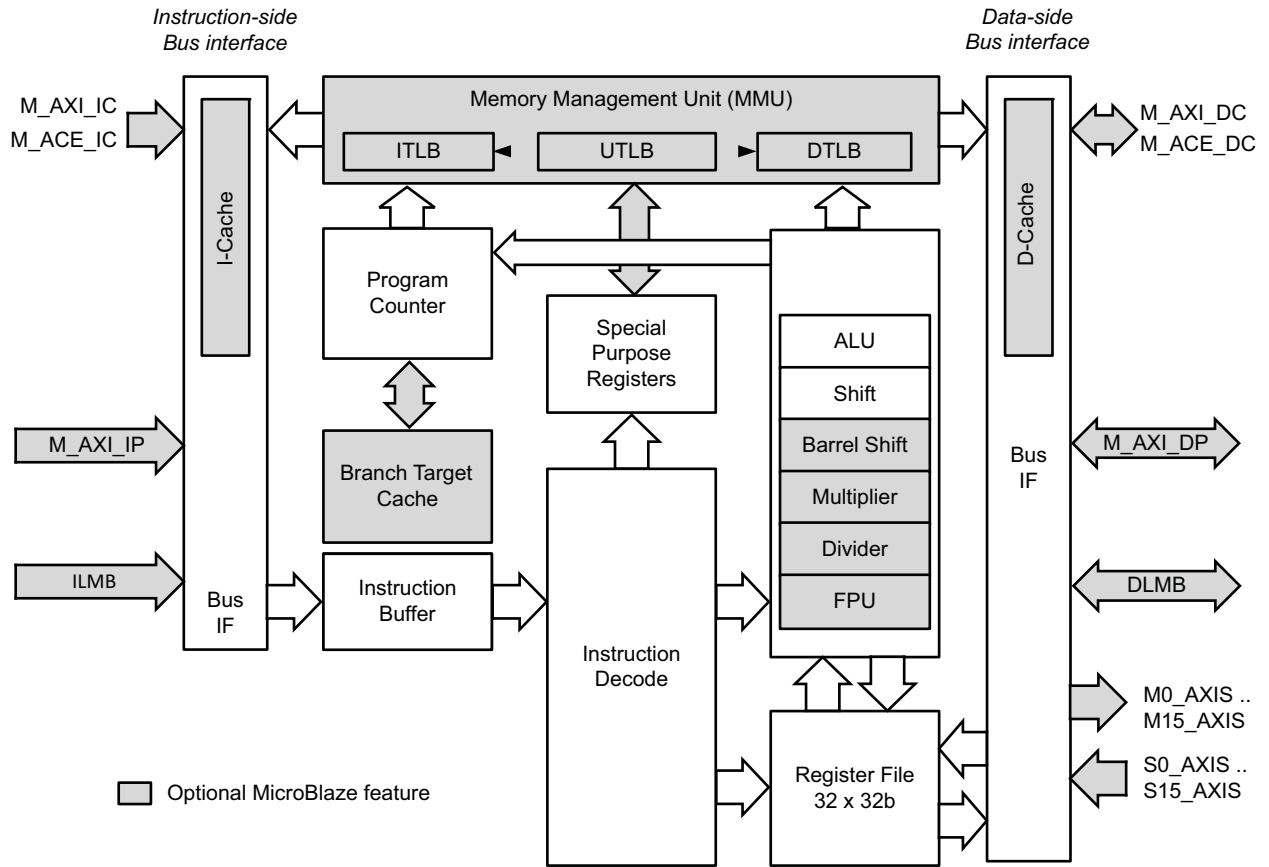 Instruction-side
Bus interface
Data-side
Bus interface
M_AXI_IC
M_ACE_IC
I-Cache
Memory Management Unit (MMU)
ITLB
UTLB
DTLB
D-Cache
M_AXI_DC
M_ACE_DC
Program
Counter
Special
Purpose
Registers
ALU
Shift
Barrel Shift
Multiplier
Divider
FPU
M_AXI_IP
Branch Target
Cache
Bus
IF
M_AXI_DP
ILMB
Bus
IF
Instruction
Buffer
Instruction
Decode
DLMB
Register File
32 x 32b
M0_AXIS ..
M15_AXIS
S0_AXIS ..
S15_AXIS
Optional MicroBlaze feature